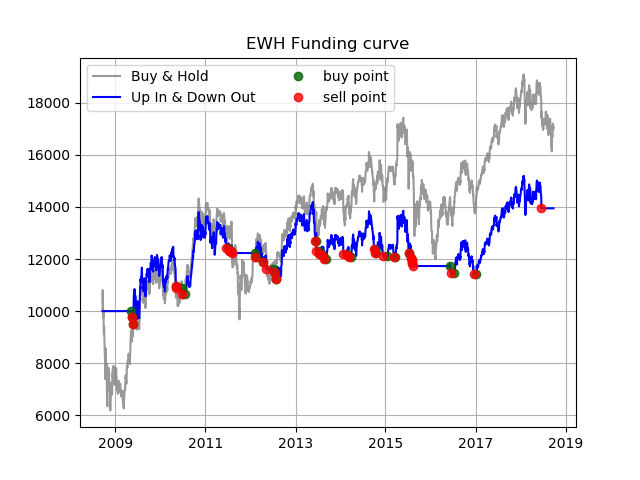 EWH Funding curve
Buy & Hold
Up In & Down Out
buy point
sell point
18000
16000
14000
12000
10000
8000
6000
2009 2011 2013 2015 2017 2019